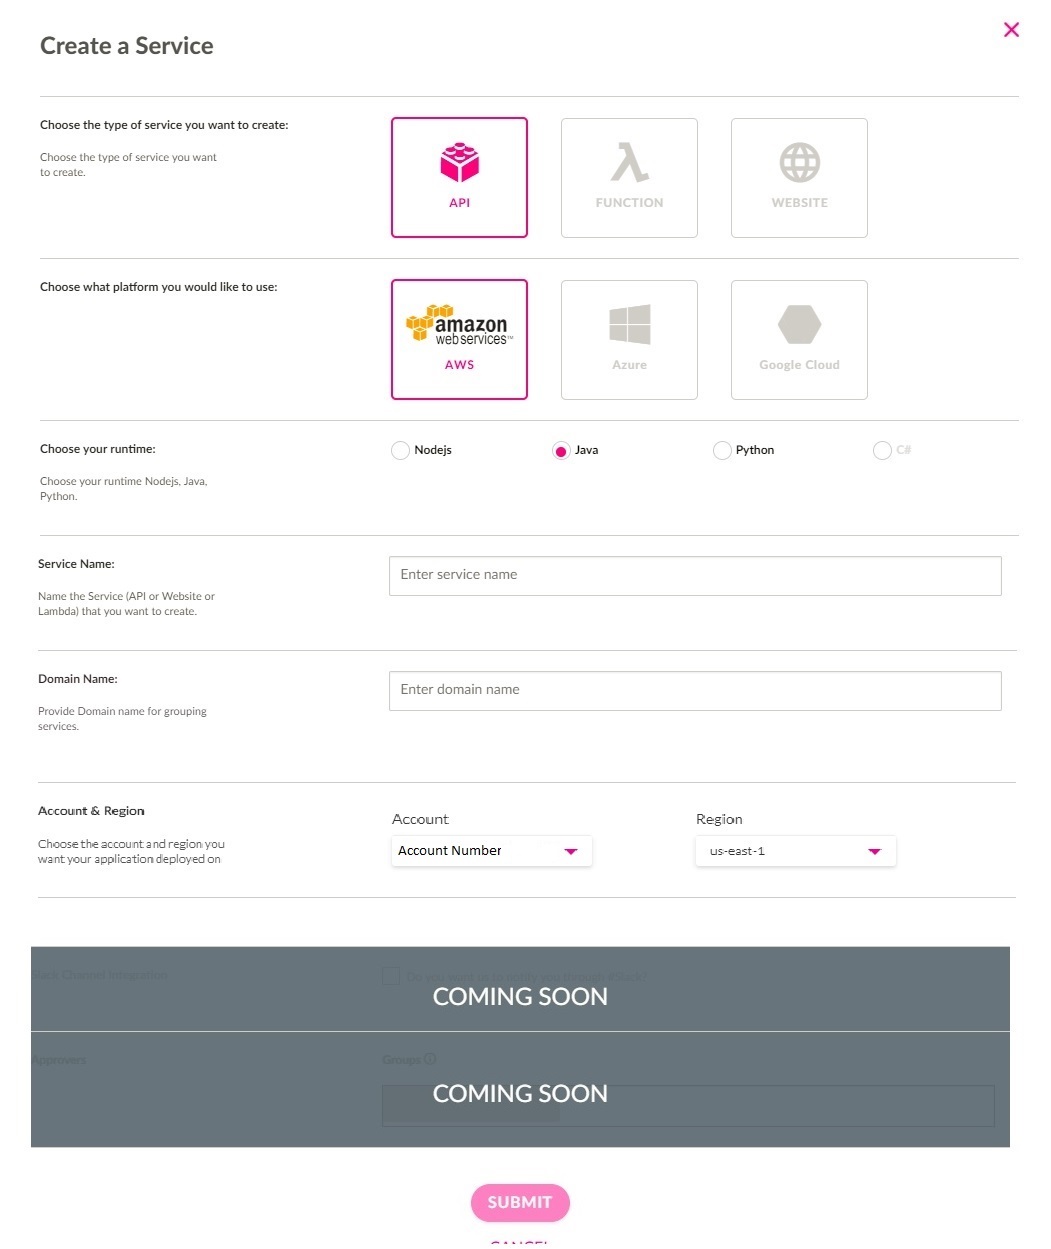 Create a Service
Choose the type of service you want to create:
Choose the type of service you want
to create.
API
FUNCTION
WEBSITE
Choose what platform you would like to use:
amazon
webservices™
AWS
Azure
Google Cloud
Choose your runtime:
Choose your runtime Nodejs, Java,
Python.
Nodejs
Java
Python
C#
Service Name:
Name the Service (API or Website or
Lambda) that you want to create.
Enter service name
Domain Name:
Provide Domain name for grouping
services.
Enter domain name
Account & Region
Choose the account and region you
want your application deployed on
Account
Account Number
Region
us-east-1
Slack Channel Integration
Do you want us to notify you through #Slack?
COMING SOON
Approvers
Groups
COMING SOON
SUBMIT
CANCEL